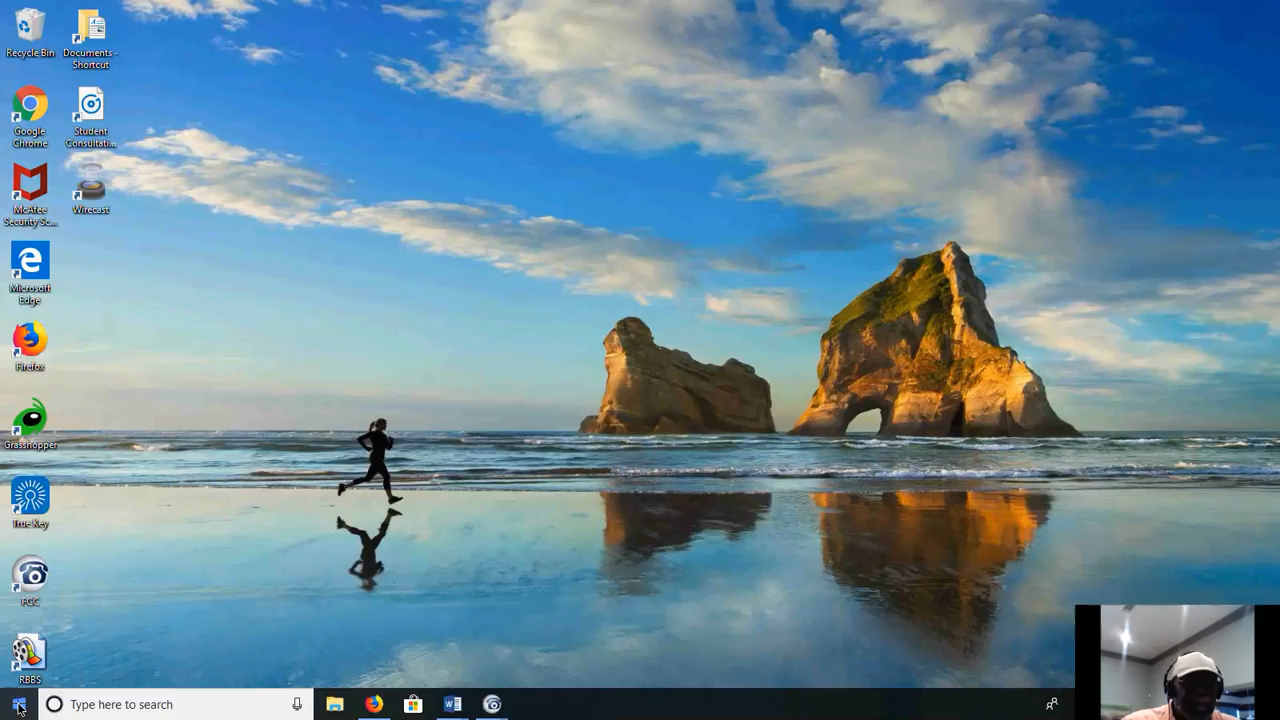 Recycle Bin
Documents -
Shortcut
Google
Chrome
Student
Consultati...
McAfee
Security Sc...
Wirecast
Microsoft
Edge
Firefox
Grasshopper
True Key
FCC
RBBS
Type here to search